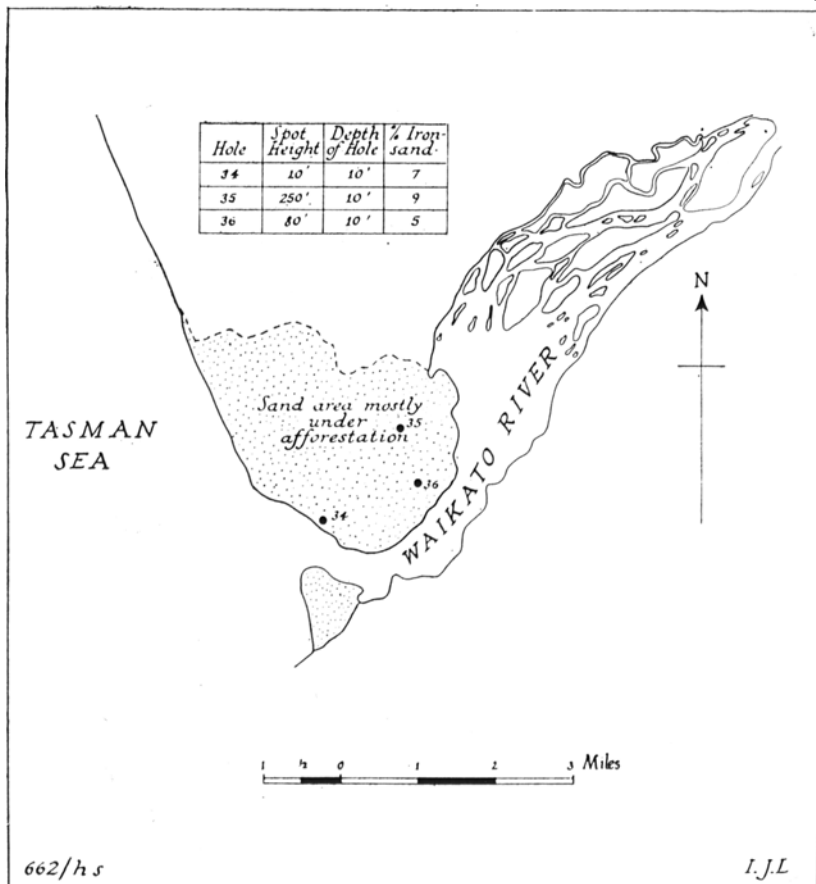 Hole Spot Height Depth of Hole % Iron-sand.
34 10' 10' 7
35 250' 10' 9
36 80' 10' 5
N
TASMAN
SEA
Sand area mostly
under
afforestation
35
36
34
WAIKATO RIVER
1 ½ 0 1 2 3 Miles
662/hs
I.J.L